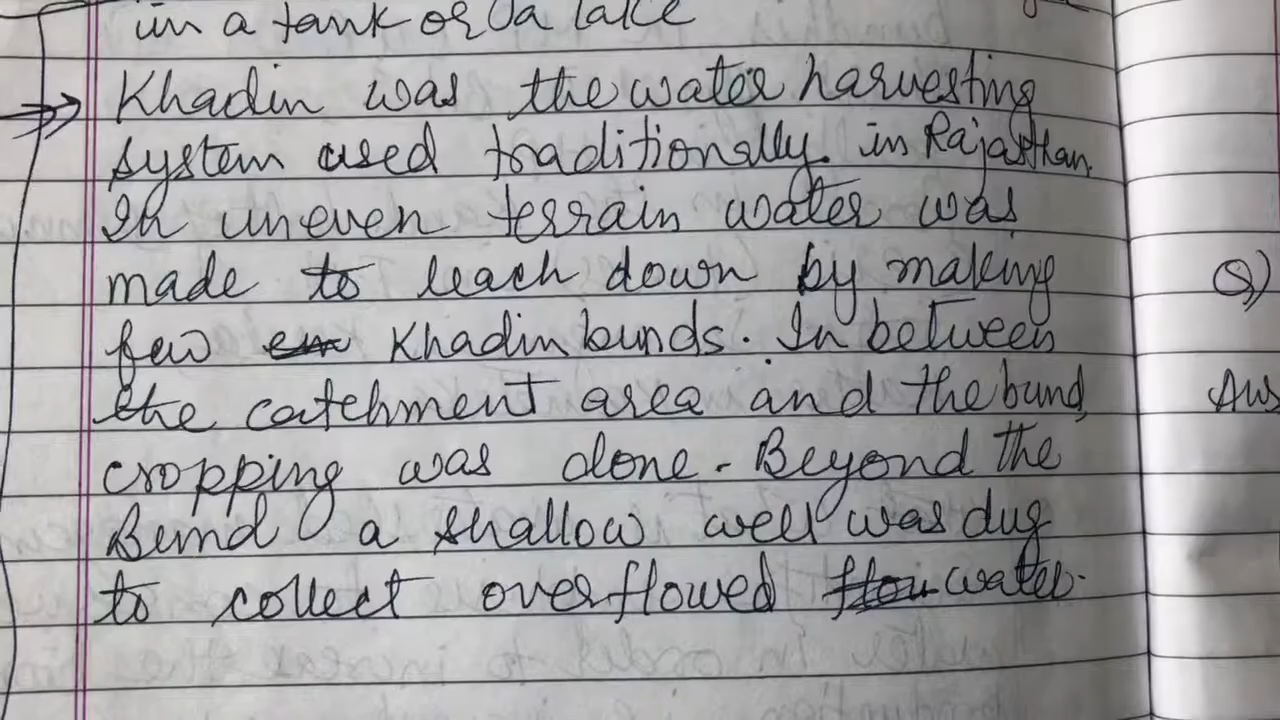 in a tank or a lake
Khadin was the water harvesting
system used traditionally. in Rajasthan.
In uneven terrain water was
made to leach down by making
few Khadin bunds. In between
the catchment area and the bund,
cropping was done. Beyond the
Bund a shallow well was dug
to collect overflowed water.
Q)
Ans